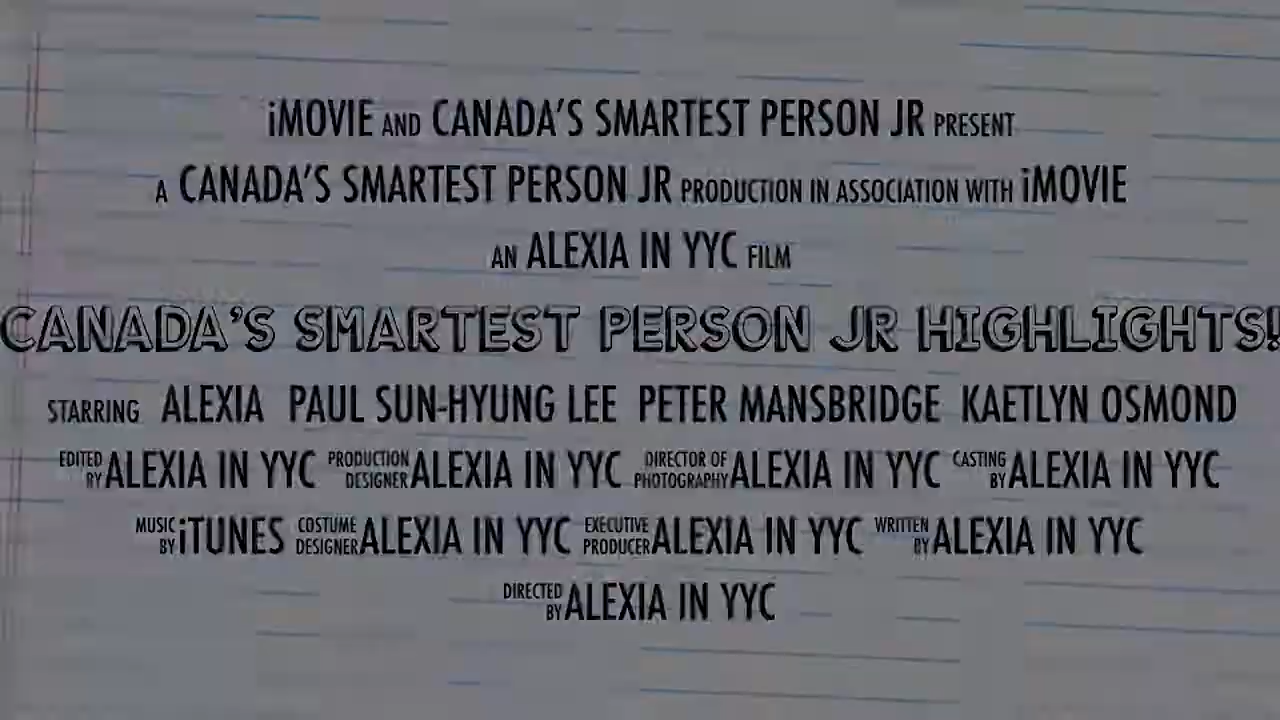 iMOVIE AND CANADA'S SMARTEST PERSON JR PRESENT
A CANADA'S SMARTEST PERSON JR PRODUCTION IN ASSOCIATION WITH iMOVIE
AN ALEXIA IN YYC FILM
CANADA'S SMARTEST PERSON JR HIGHLIGHTS!
STARRING ALEXIA PAUL SUN-HYUNG LEE PETER MANSBRIDGE KAETLYN OSMOND
EDITED BY ALEXIA IN YYC PRODUCTION DESIGNER ALEXIA IN YYC DIRECTOR OF PHOTOGRAPHY ALEXIA IN YYC CASTING BY ALEXIA IN YYC
MUSIC BY iTUNES COSTUME DESIGNER ALEXIA IN YYC EXECUTIVE PRODUCER ALEXIA IN YYC WRITTEN BY ALEXIA IN YYC
DIRECTED BY ALEXIA IN YYC